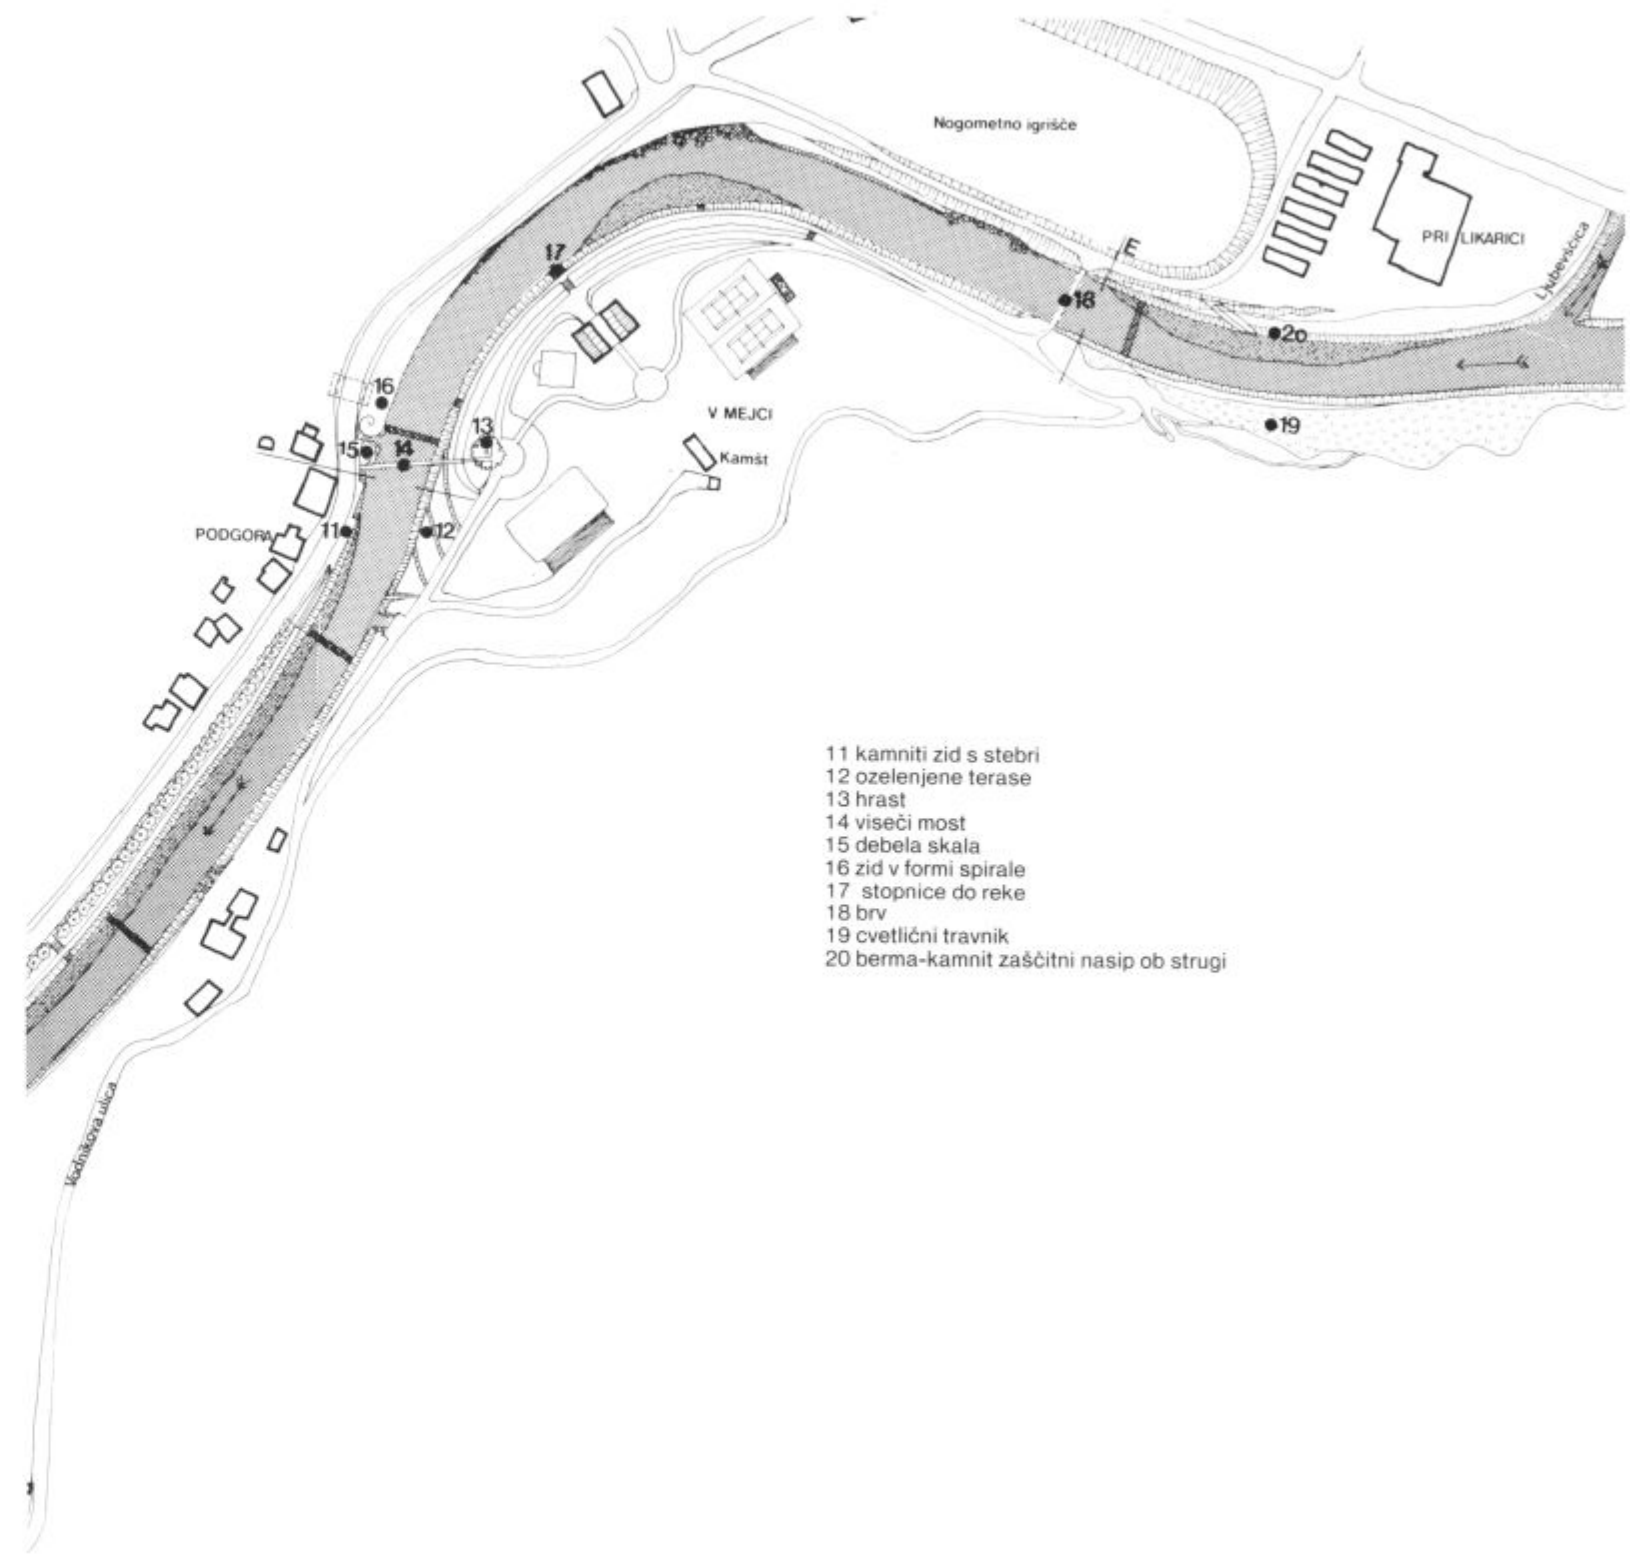 Nogometno igrišče
E
PRI LIKARICI
Ljubevščica
17
18
20
16
13
V MEJCI
19
D
15
14
Kamšt
PODGORA
11
12
11 kamniti zid s stebri
12 ozelenjene terase
13 hrast
14 viseči most
15 debela skala
16 zid v formi spirale
17 stopnice do reke
18 brv
19 cvetlični travnik
20 berma-kamnit zaščitni nasip ob strugi
Vodnikova ulica